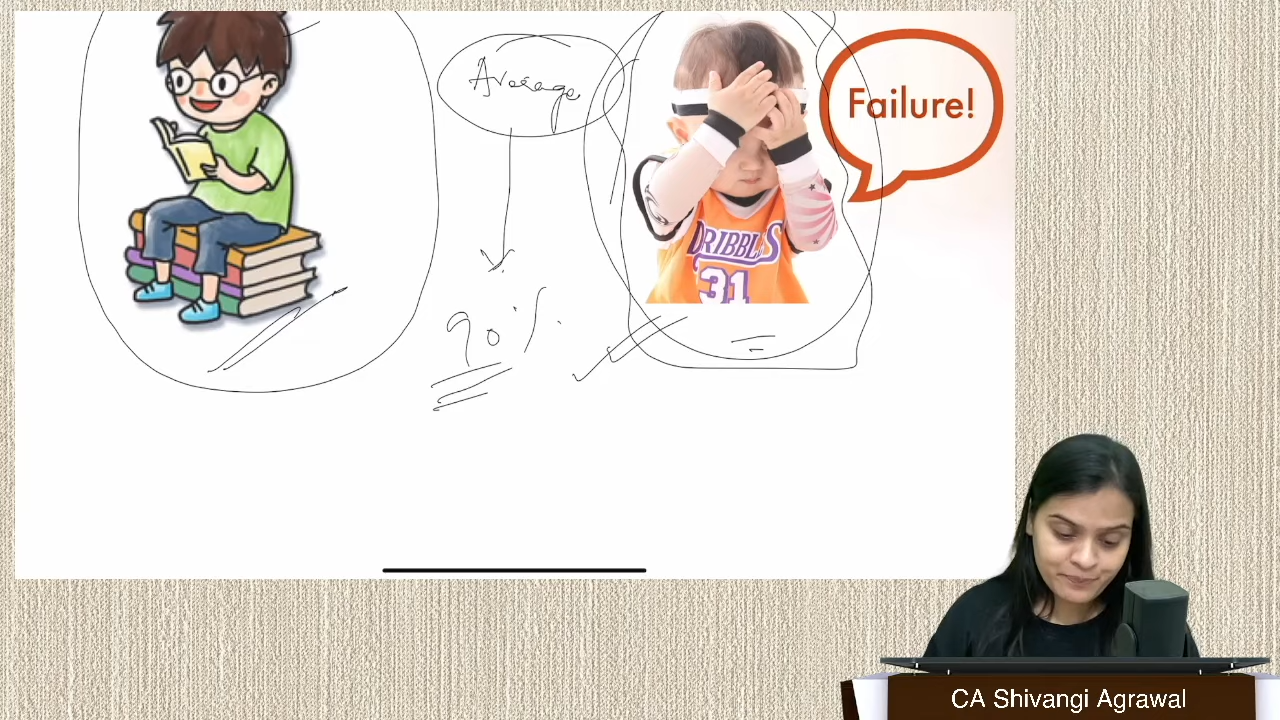 Average
Failure!
DRIBBLES
31
90%
CA Shivangi Agrawal